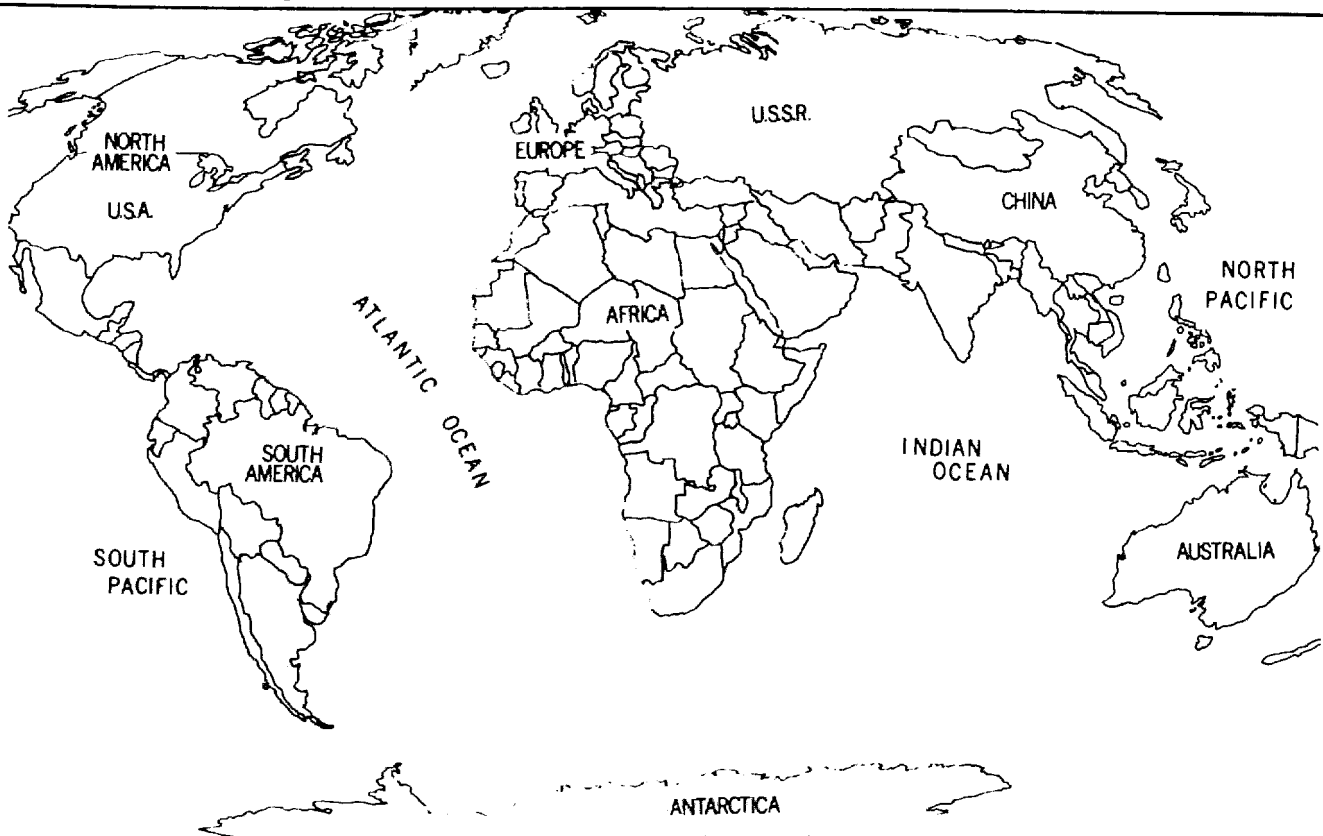 U.S.S.R.
NORTH
AMERICA
EUROPE
U.S.A.
CHINA
NORTH
PACIFIC
ATLANTIC OCEAN
AFRICA
SOUTH
AMERICA
INDIAN
OCEAN
SOUTH
PACIFIC
AUSTRALIA
ANTARCTICA